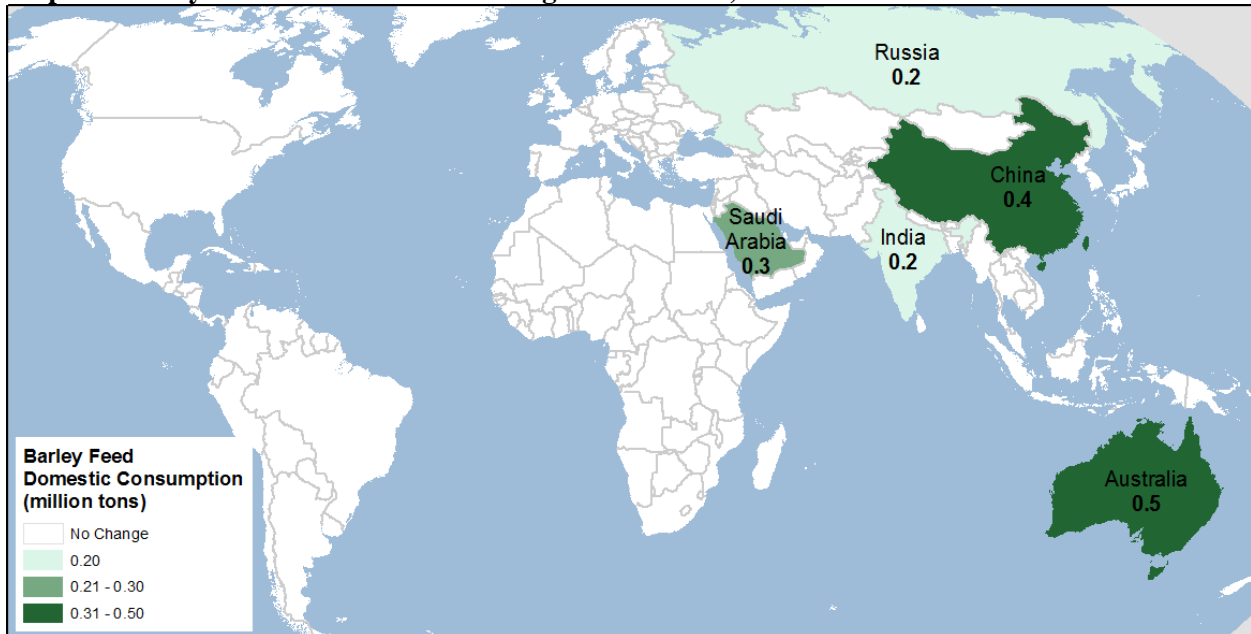 Russia
0.2
China
0.4
Saudi
Arabia
0.3
India
0.2
Australia
0.5
Barley Feed
Domestic Consumption
(million tons)
No Change
0.20
0.21 - 0.30
0.31 - 0.50